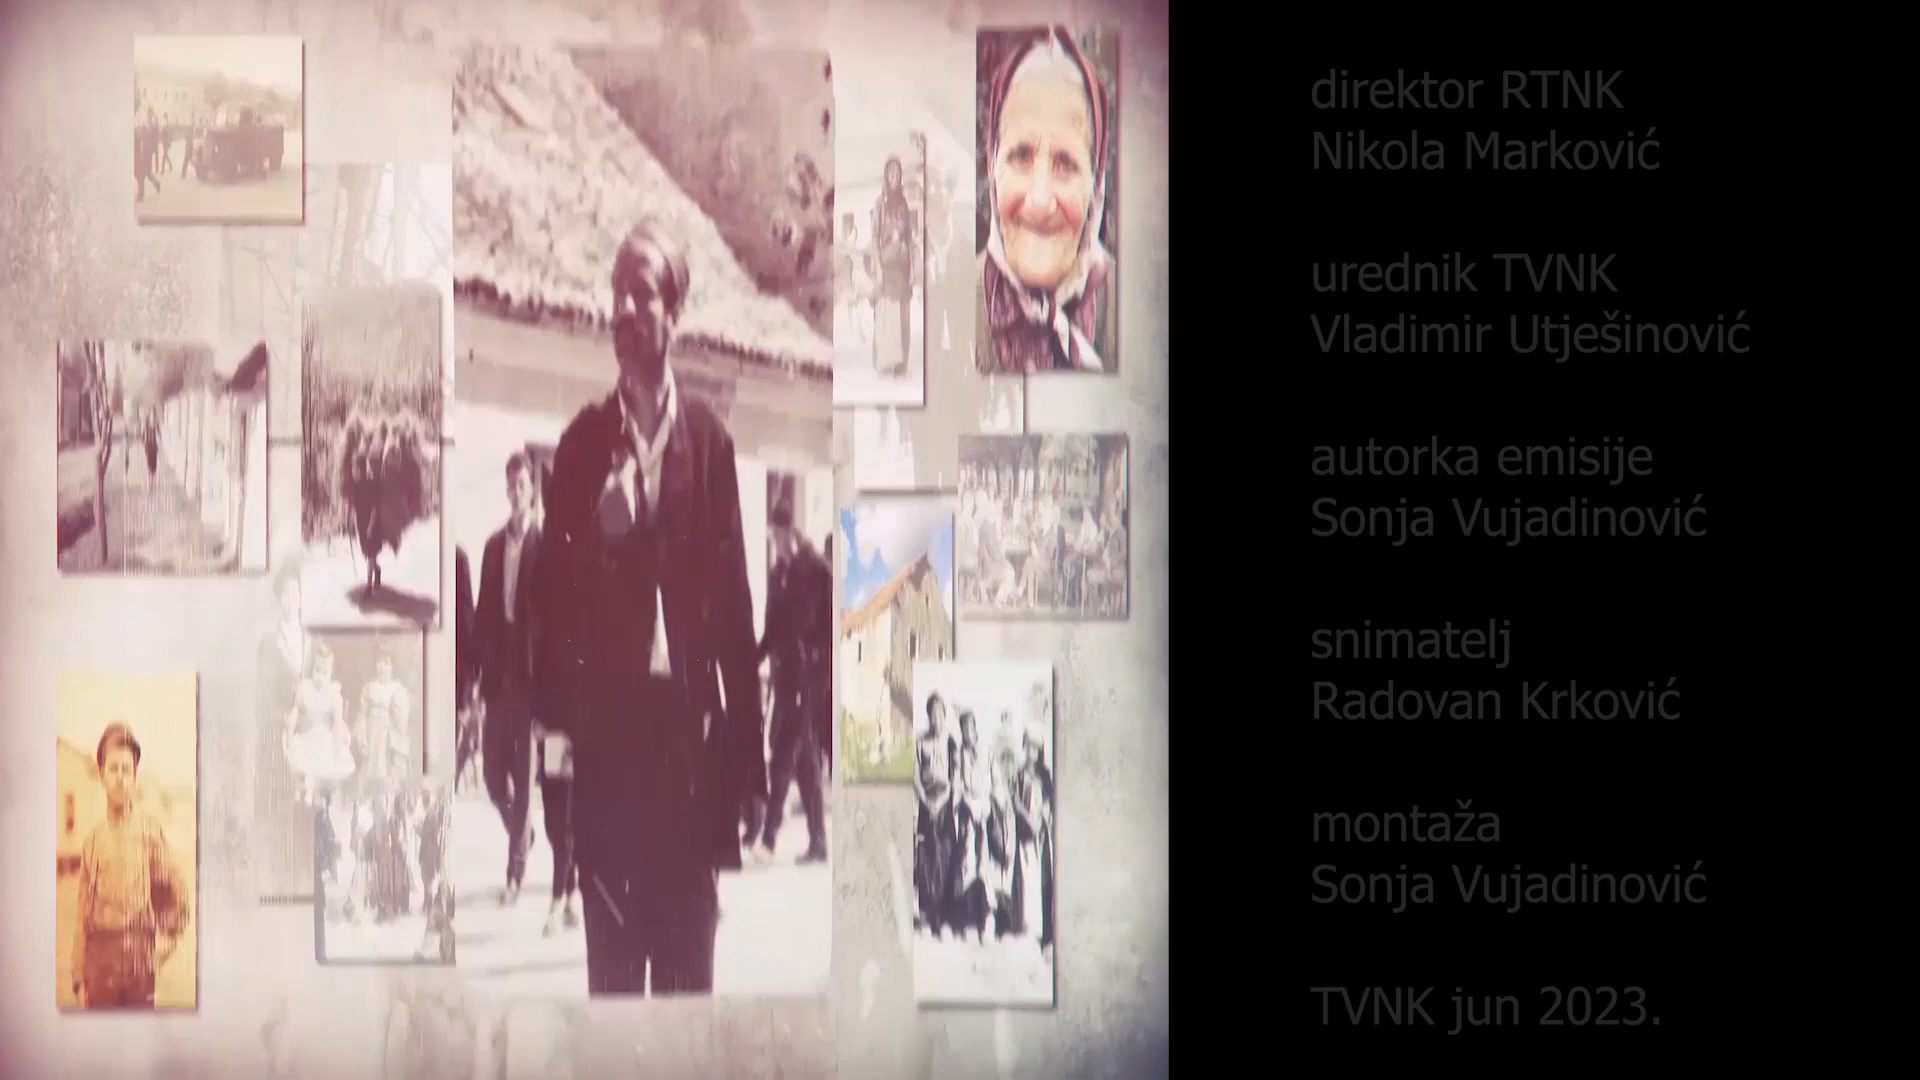 direktor RTNK
Nikola Marković
urednik TVNK
Vladimir Utješinović
autorka emisije
Sonja Vujadinović
snimatelj
Radovan Krković
montaža
Sonja Vujadinović
TVNK jun 2023.